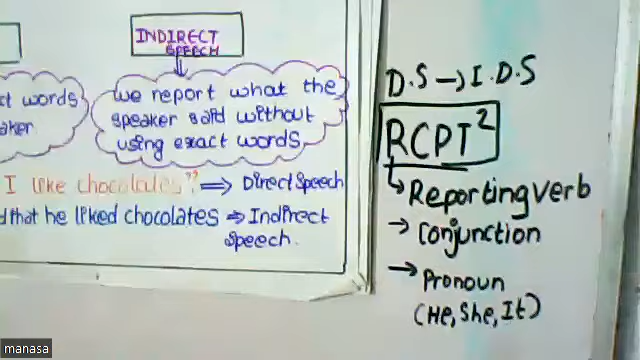 INDIRECT
SPEECH
ct words
aker
we report what the
speaker said without
using exact words
I like chocolates" ⇒ Direct Speech
d that he liked chocolates ⇒ Indirect
Speech.
D.S → I.D.S
RCPT²
→ Reporting verb
→ Conjunction
→ Pronoun
(He, She, It)
manasa